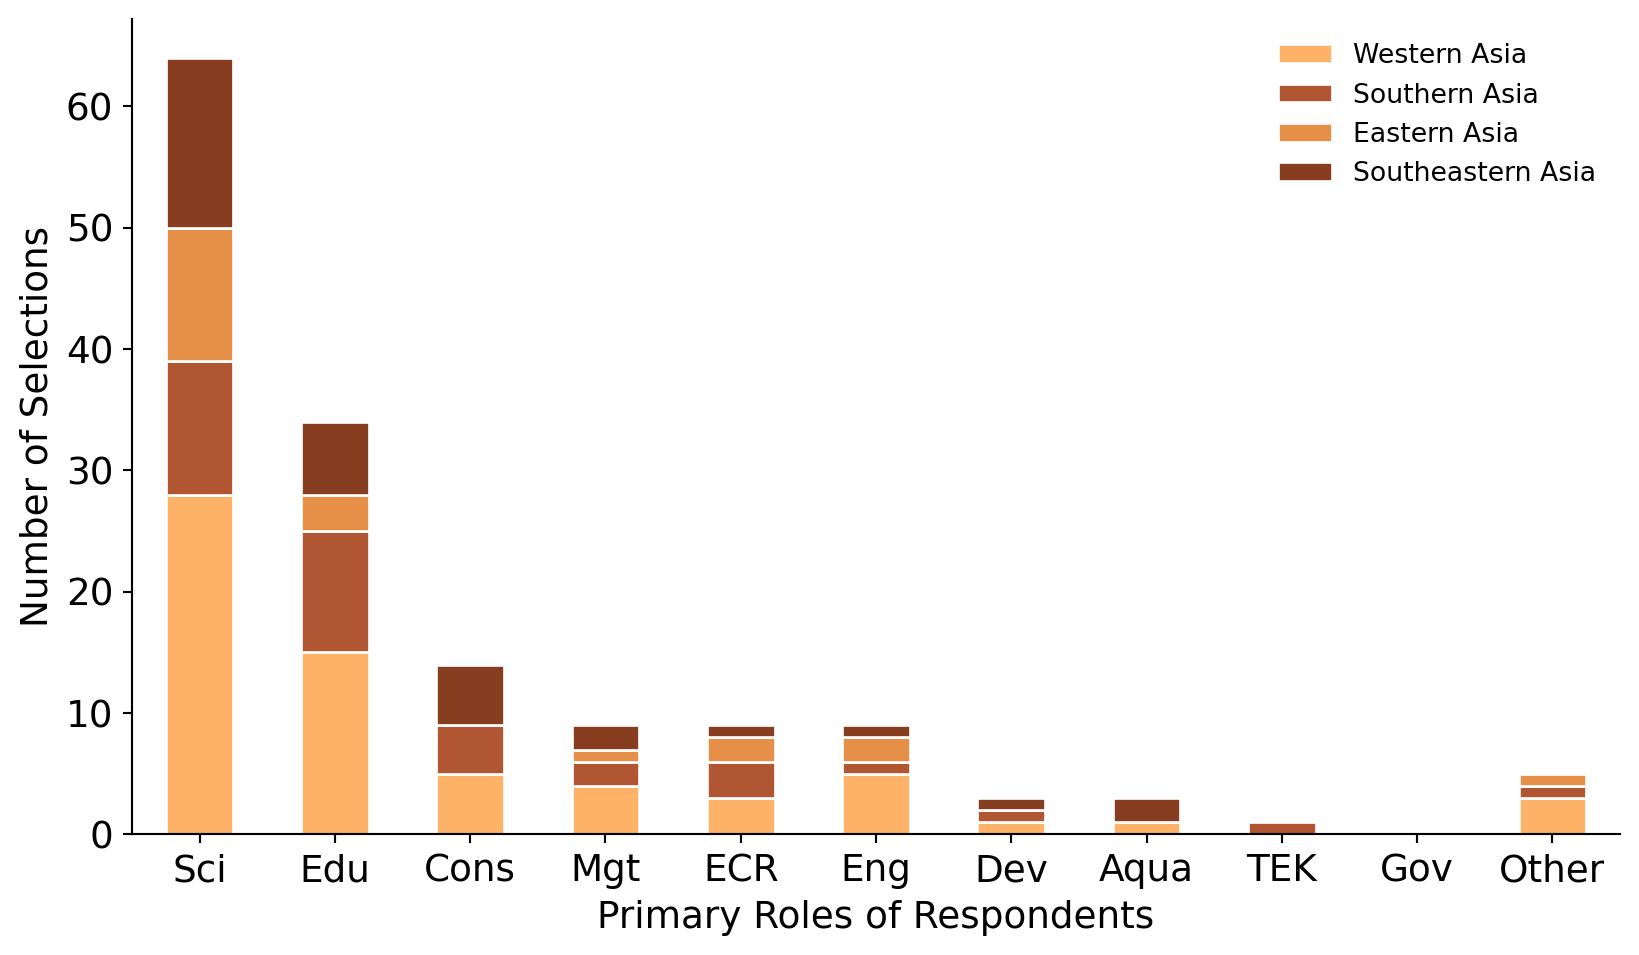 Western Asia
Southern Asia
Eastern Asia
Southeastern Asia
Number of Selections
60
50
40
30
20
10
0
Sci Edu Cons Mgt ECR Eng Dev Aqua TEK Gov Other
Primary Roles of Respondents